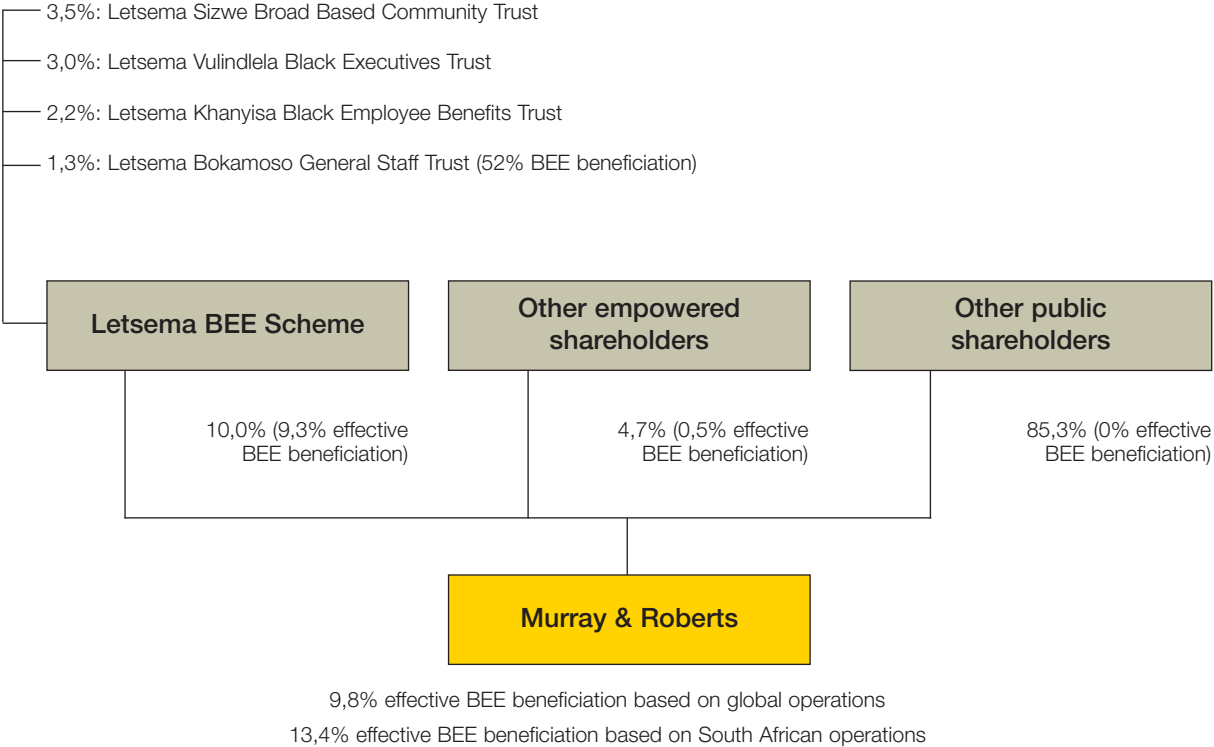 3,5%: Letsema Sizwe Broad Based Community Trust
3,0%: Letsema Vulindlela Black Executives Trust
2,2%: Letsema Khanyisa Black Employee Benefits Trust
1,3%: Letsema Bokamoso General Staff Trust (52% BEE beneficiation)
Letsema BEE Scheme
Other empowered
shareholders
Other public
shareholders
10,0% (9,3% effective
BEE beneficiation)
4,7% (0,5% effective
BEE beneficiation)
85,3% (0% effective
BEE beneficiation)
Murray & Roberts
9,8% effective BEE beneficiation based on global operations
13,4% effective BEE beneficiation based on South African operations